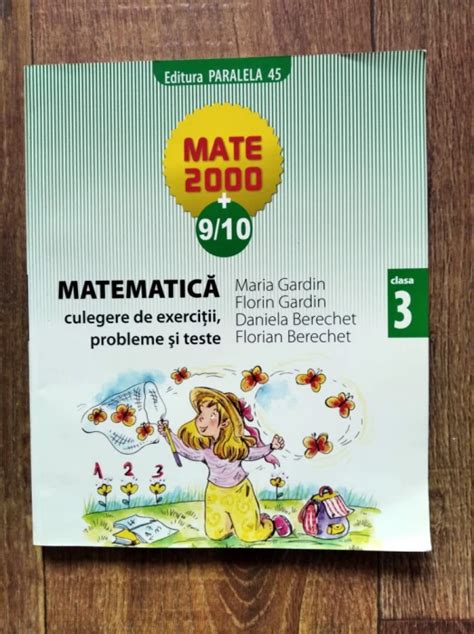 Editura PARALELA 45
MATE
2000
+
9/10
MATEMATICĂ
culegere de exerciții,
probleme și teste
Maria Gardin
Florin Gardin
Daniela Berechet
Florian Berechet
clasa
3
1 2 3